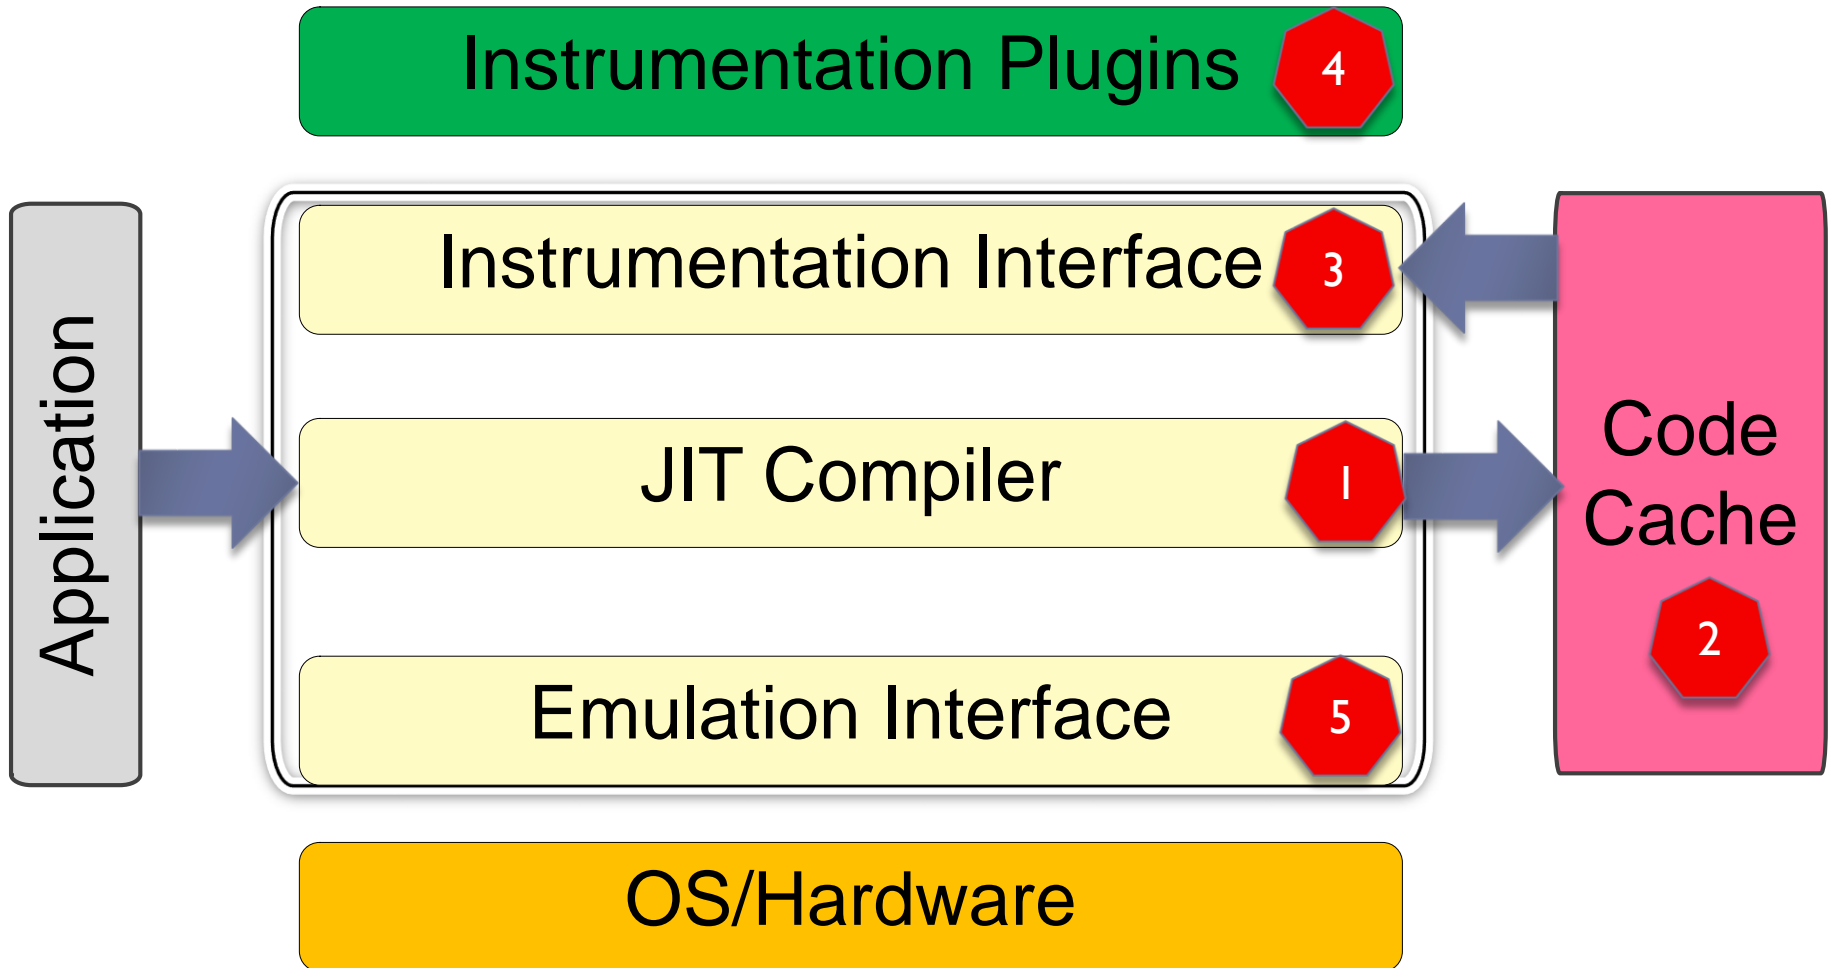 Instrumentation Plugins 4
Application
Instrumentation Interface 3
JIT Compiler 1
Emulation Interface 5
Code
Cache
2
OS/Hardware